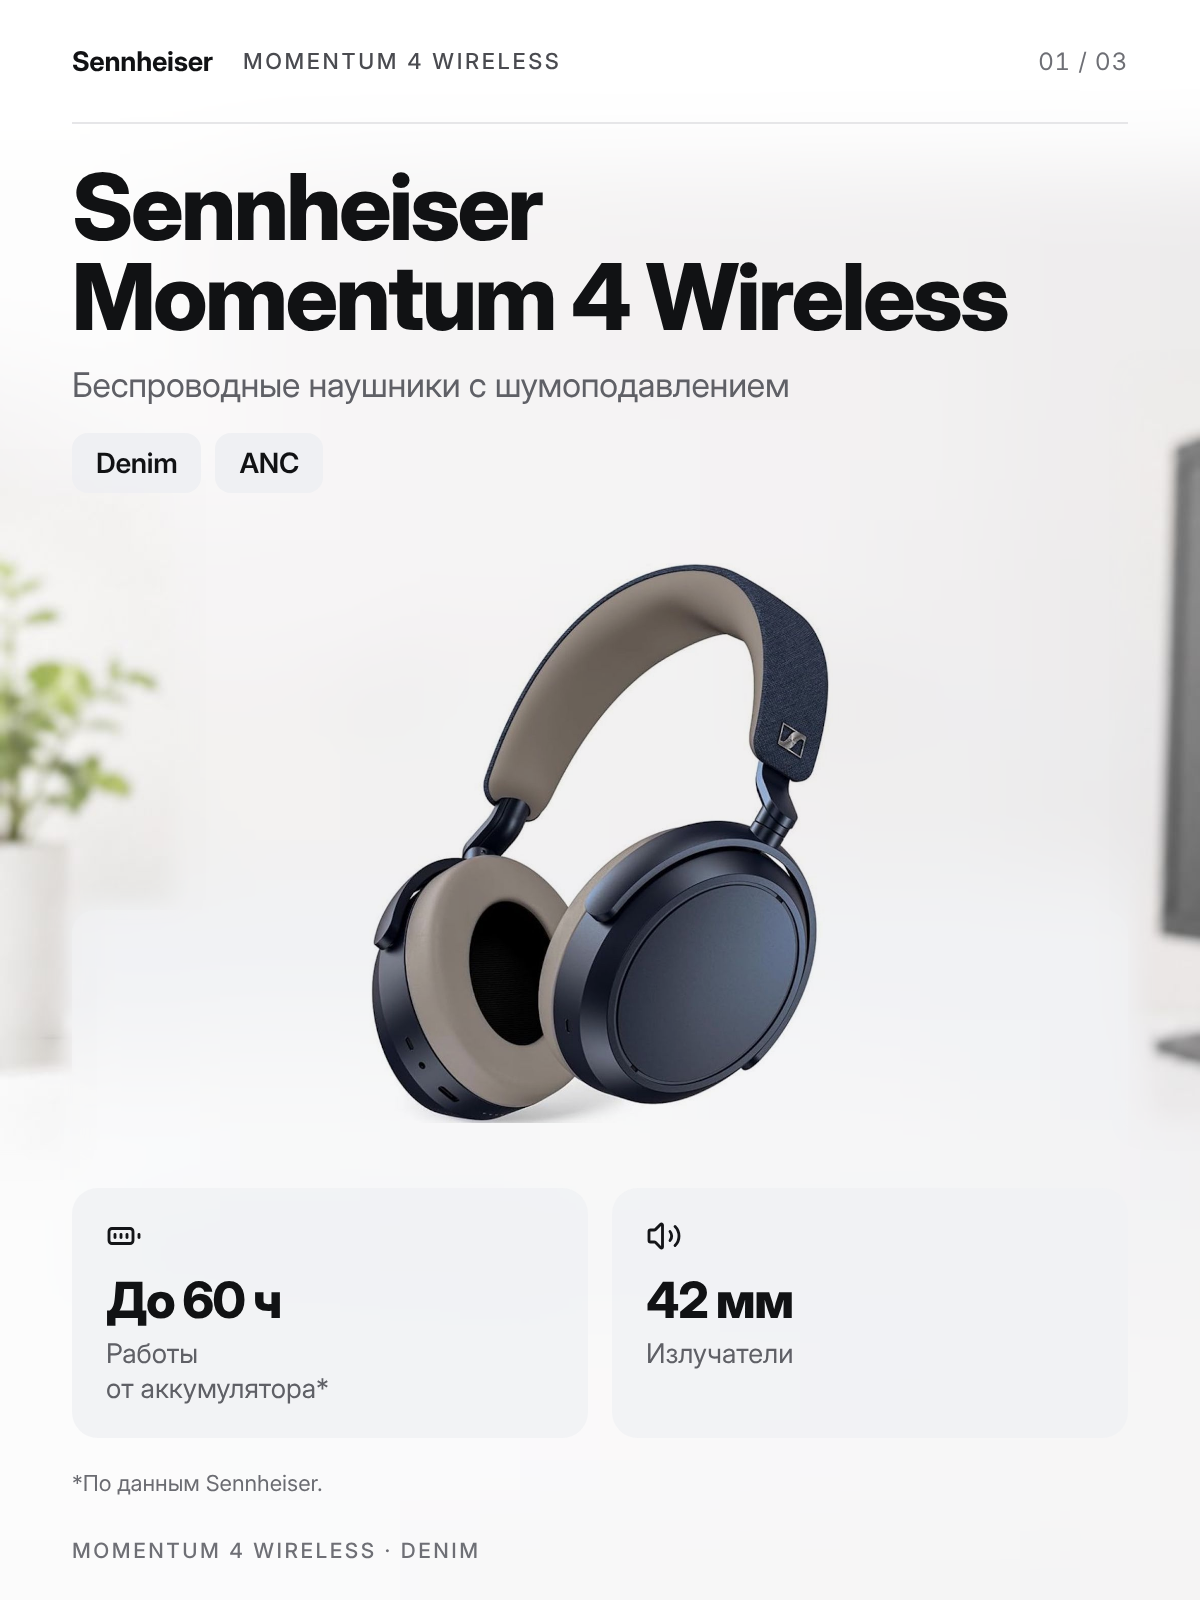 Sennheiser MOMENTUM 4 WIRELESS 01 / 03
Sennheiser
Momentum 4 Wireless
Беспроводные наушники с шумоподавлением
Denim ANC
До 60 ч
Работы
от аккумулятора*
42 мм
Излучатели
*По данным Sennheiser.
MOMENTUM 4 WIRELESS · DENIM